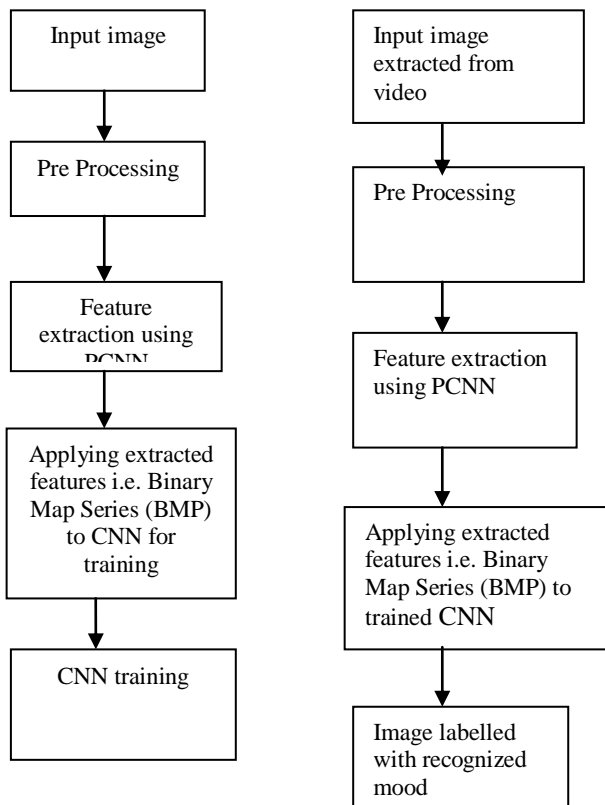 Input image
Pre Processing
Feature
extraction using
PCNN
Applying extracted
features i.e. Binary
Map Series (BMP)
to CNN for
training
CNN training
Input image
extracted from
video
Pre Processing
Feature extraction
using PCNN
Applying extracted
features i.e. Binary
Map Series (BMP) to
trained CNN
Image labelled
with recognized
mood